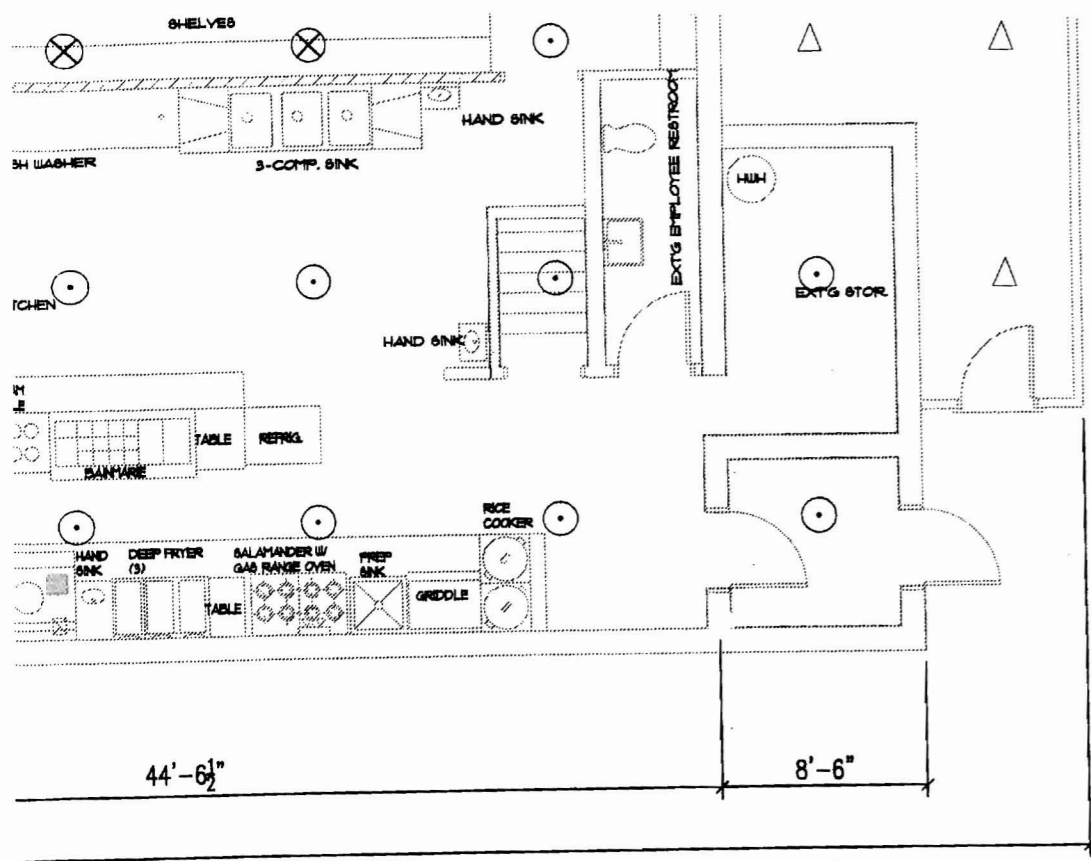 SHELVES
HAND SINK
SH WASHER
3-COMP. SINK
EXT'G EMPLOYEE RESTROOM
HWH
EXT'G STOR.
TCHEN
HAND SINK
TABLE
REFRIG.
BAINMARIE
RICE
COOKER
HAND
SINK
DEEP FRYER
(3)
SALAMANDER W/
GAS RANGE OVEN
PREP
SINK
TABLE
GRIDDLE
44'-6½"
8'-6"